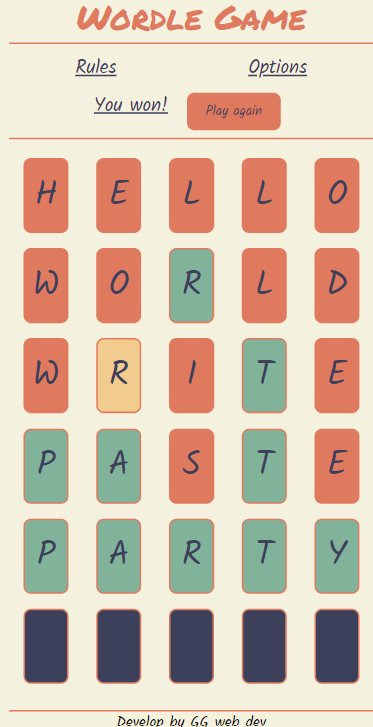 Wordle Game
Rules Options
You won! Play again
H E L L O
W O R L D
W R I T E
P A S T E
P A R T Y
Develop by GG web dev